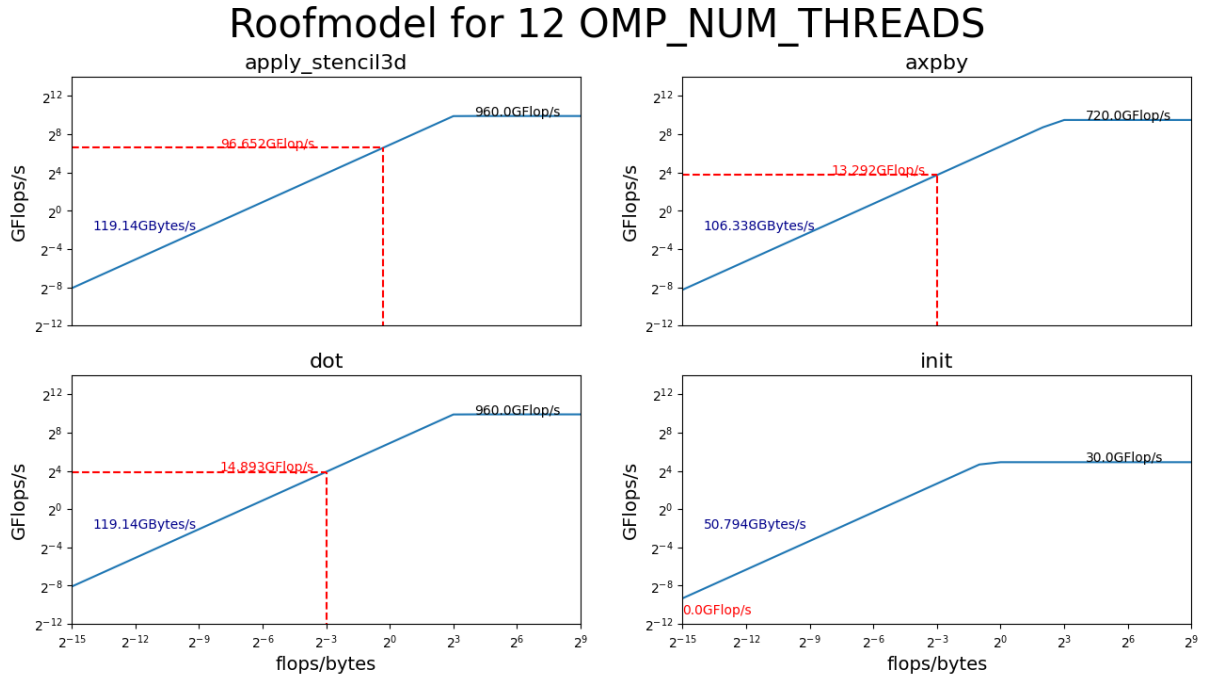 Roofmodel for 12 OMP_NUM_THREADS
apply_stencil3d
GFlops/s
2^12
2^8
2^4
2^0
2^−4
2^−8
2^−12
960.0GFlop/s
96.652GFlop/s
119.14GBytes/s
axpby
GFlops/s
2^12
2^8
2^4
2^0
2^−4
2^−8
2^−12
720.0GFlop/s
13.292GFlop/s
106.338GBytes/s
dot
GFlops/s
2^12
2^8
2^4
2^0
2^−4
2^−8
2^−12
960.0GFlop/s
14.893GFlop/s
119.14GBytes/s
2^−15 2^−12 2^−9 2^−6 2^−3 2^0 2^3 2^6 2^9
flops/bytes
init
GFlops/s
2^12
2^8
2^4
2^0
2^−4
2^−8
2^−12
30.0GFlop/s
50.794GBytes/s
0.0GFlop/s
2^−15 2^−12 2^−9 2^−6 2^−3 2^0 2^3 2^6 2^9
flops/bytes